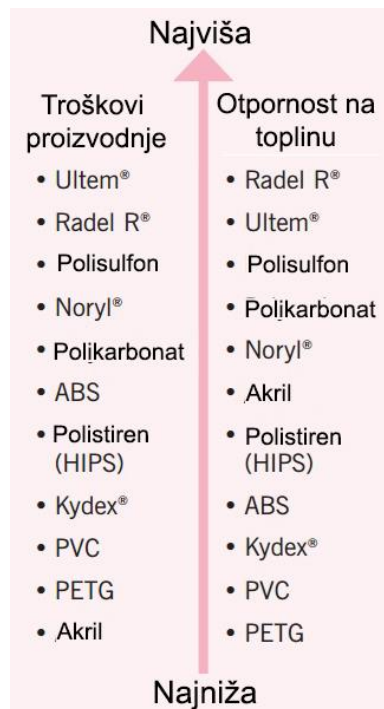 Najviša
Troškovi
proizvodnje
• Ultem®
• Radel R®
• Polisulfon
• Noryl®
• Polikarbonat
• ABS
• Polistiren
(HIPS)
• Kydex®
• PVC
• PETG
• Akril
Otpornost na
toplinu
• Radel R®
• Ultem®
• Polisulfon
• Polikarbonat
• Noryl®
• Akril
• Polistiren
(HIPS)
• ABS
• Kydex®
• PVC
• PETG
Najniža